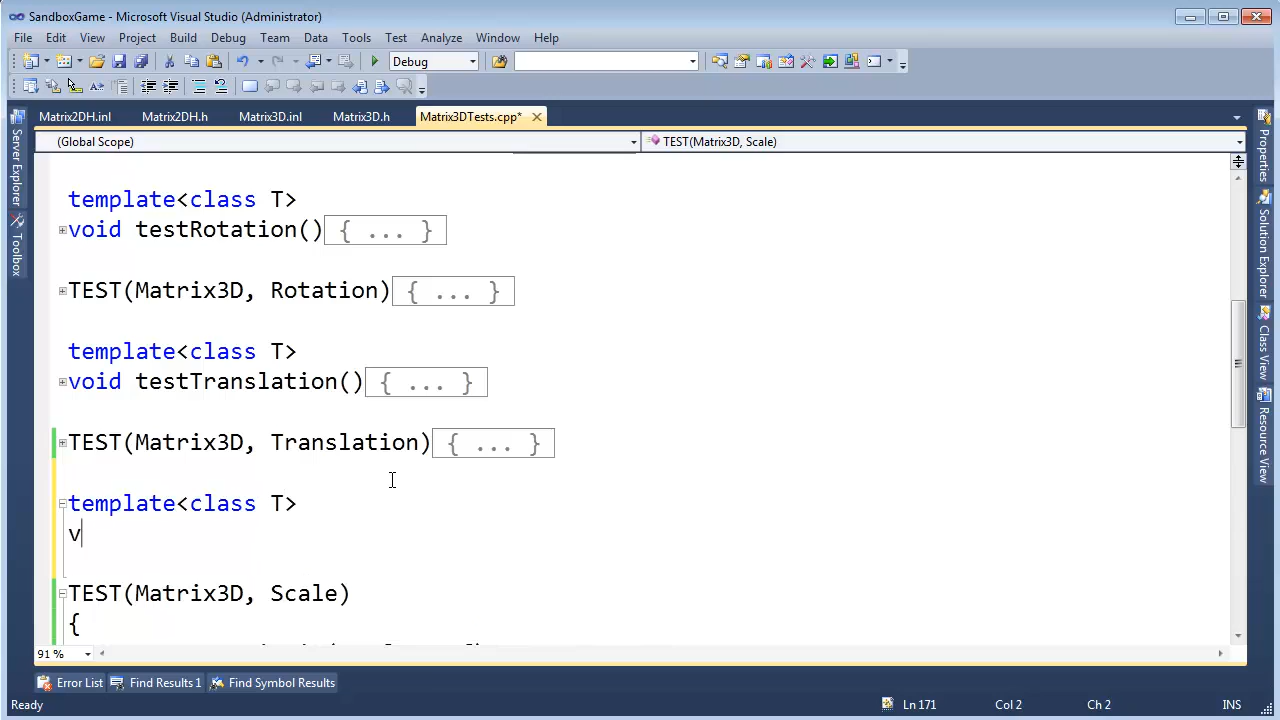 SandboxGame - Microsoft Visual Studio (Administrator)
File Edit View Project Build Debug Team Data Tools Test Analyze Window Help
Debug
Matrix2DH.inl Matrix2DH.h Matrix3D.inl Matrix3D.h Matrix3DTests.cpp*
(Global Scope) TEST(Matrix3D, Scale)
template<class T>
void testRotation(){ ... }
TEST(Matrix3D, Rotation){ ... }
template<class T>
void testTranslation(){ ... }
TEST(Matrix3D, Translation){ ... }
template<class T>
v
TEST(Matrix3D, Scale)
{
91 %
Error List Find Results 1 Find Symbol Results
Ready Ln 171 Col 2 Ch 2 INS
Server Explorer
Toolbox
Properties
Solution Explorer
Class View
Resource View